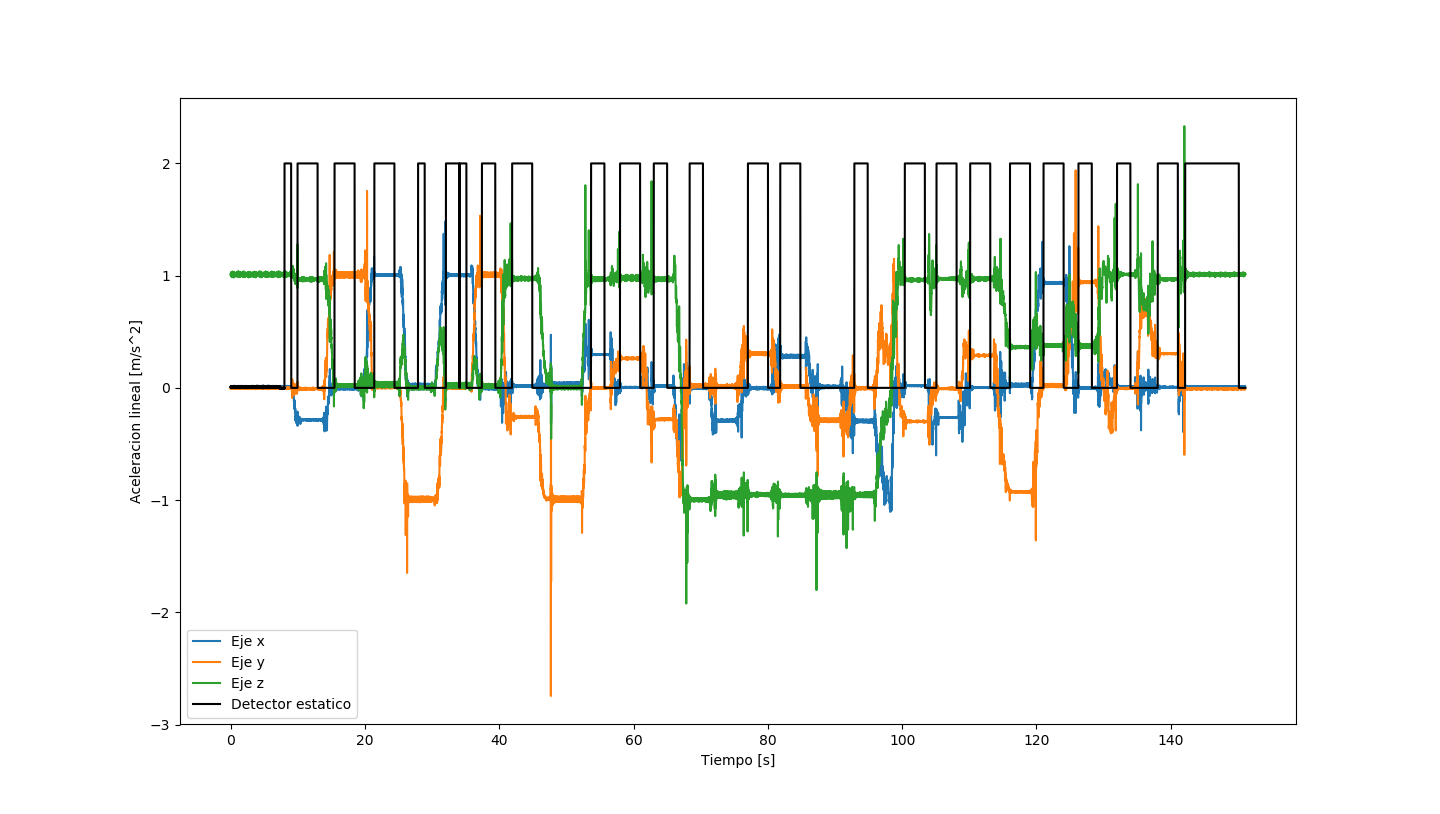 2
1
0
−1
−2
−3
Aceleracion lineal [m/s^2]
Eje x
Eje y
Eje z
Detector estatico
0 20 40 60 80 100 120 140
Tiempo [s]